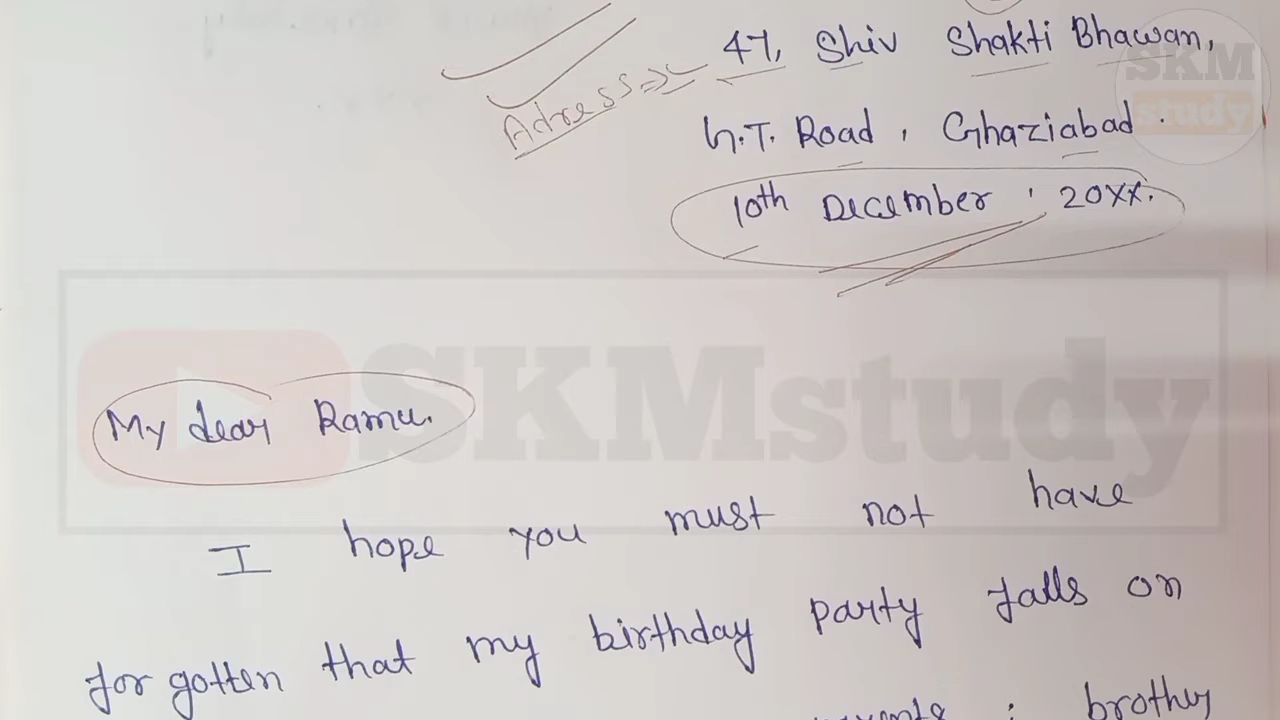 47, Shiv Shakti Bhawan,
Adress =>
G.T. Road, Ghaziabad.
10th December, 20XX.
SKM
study
SKMstudy
My dear Ramu.
I hope you must not have
forgotten that my birthday party falls on